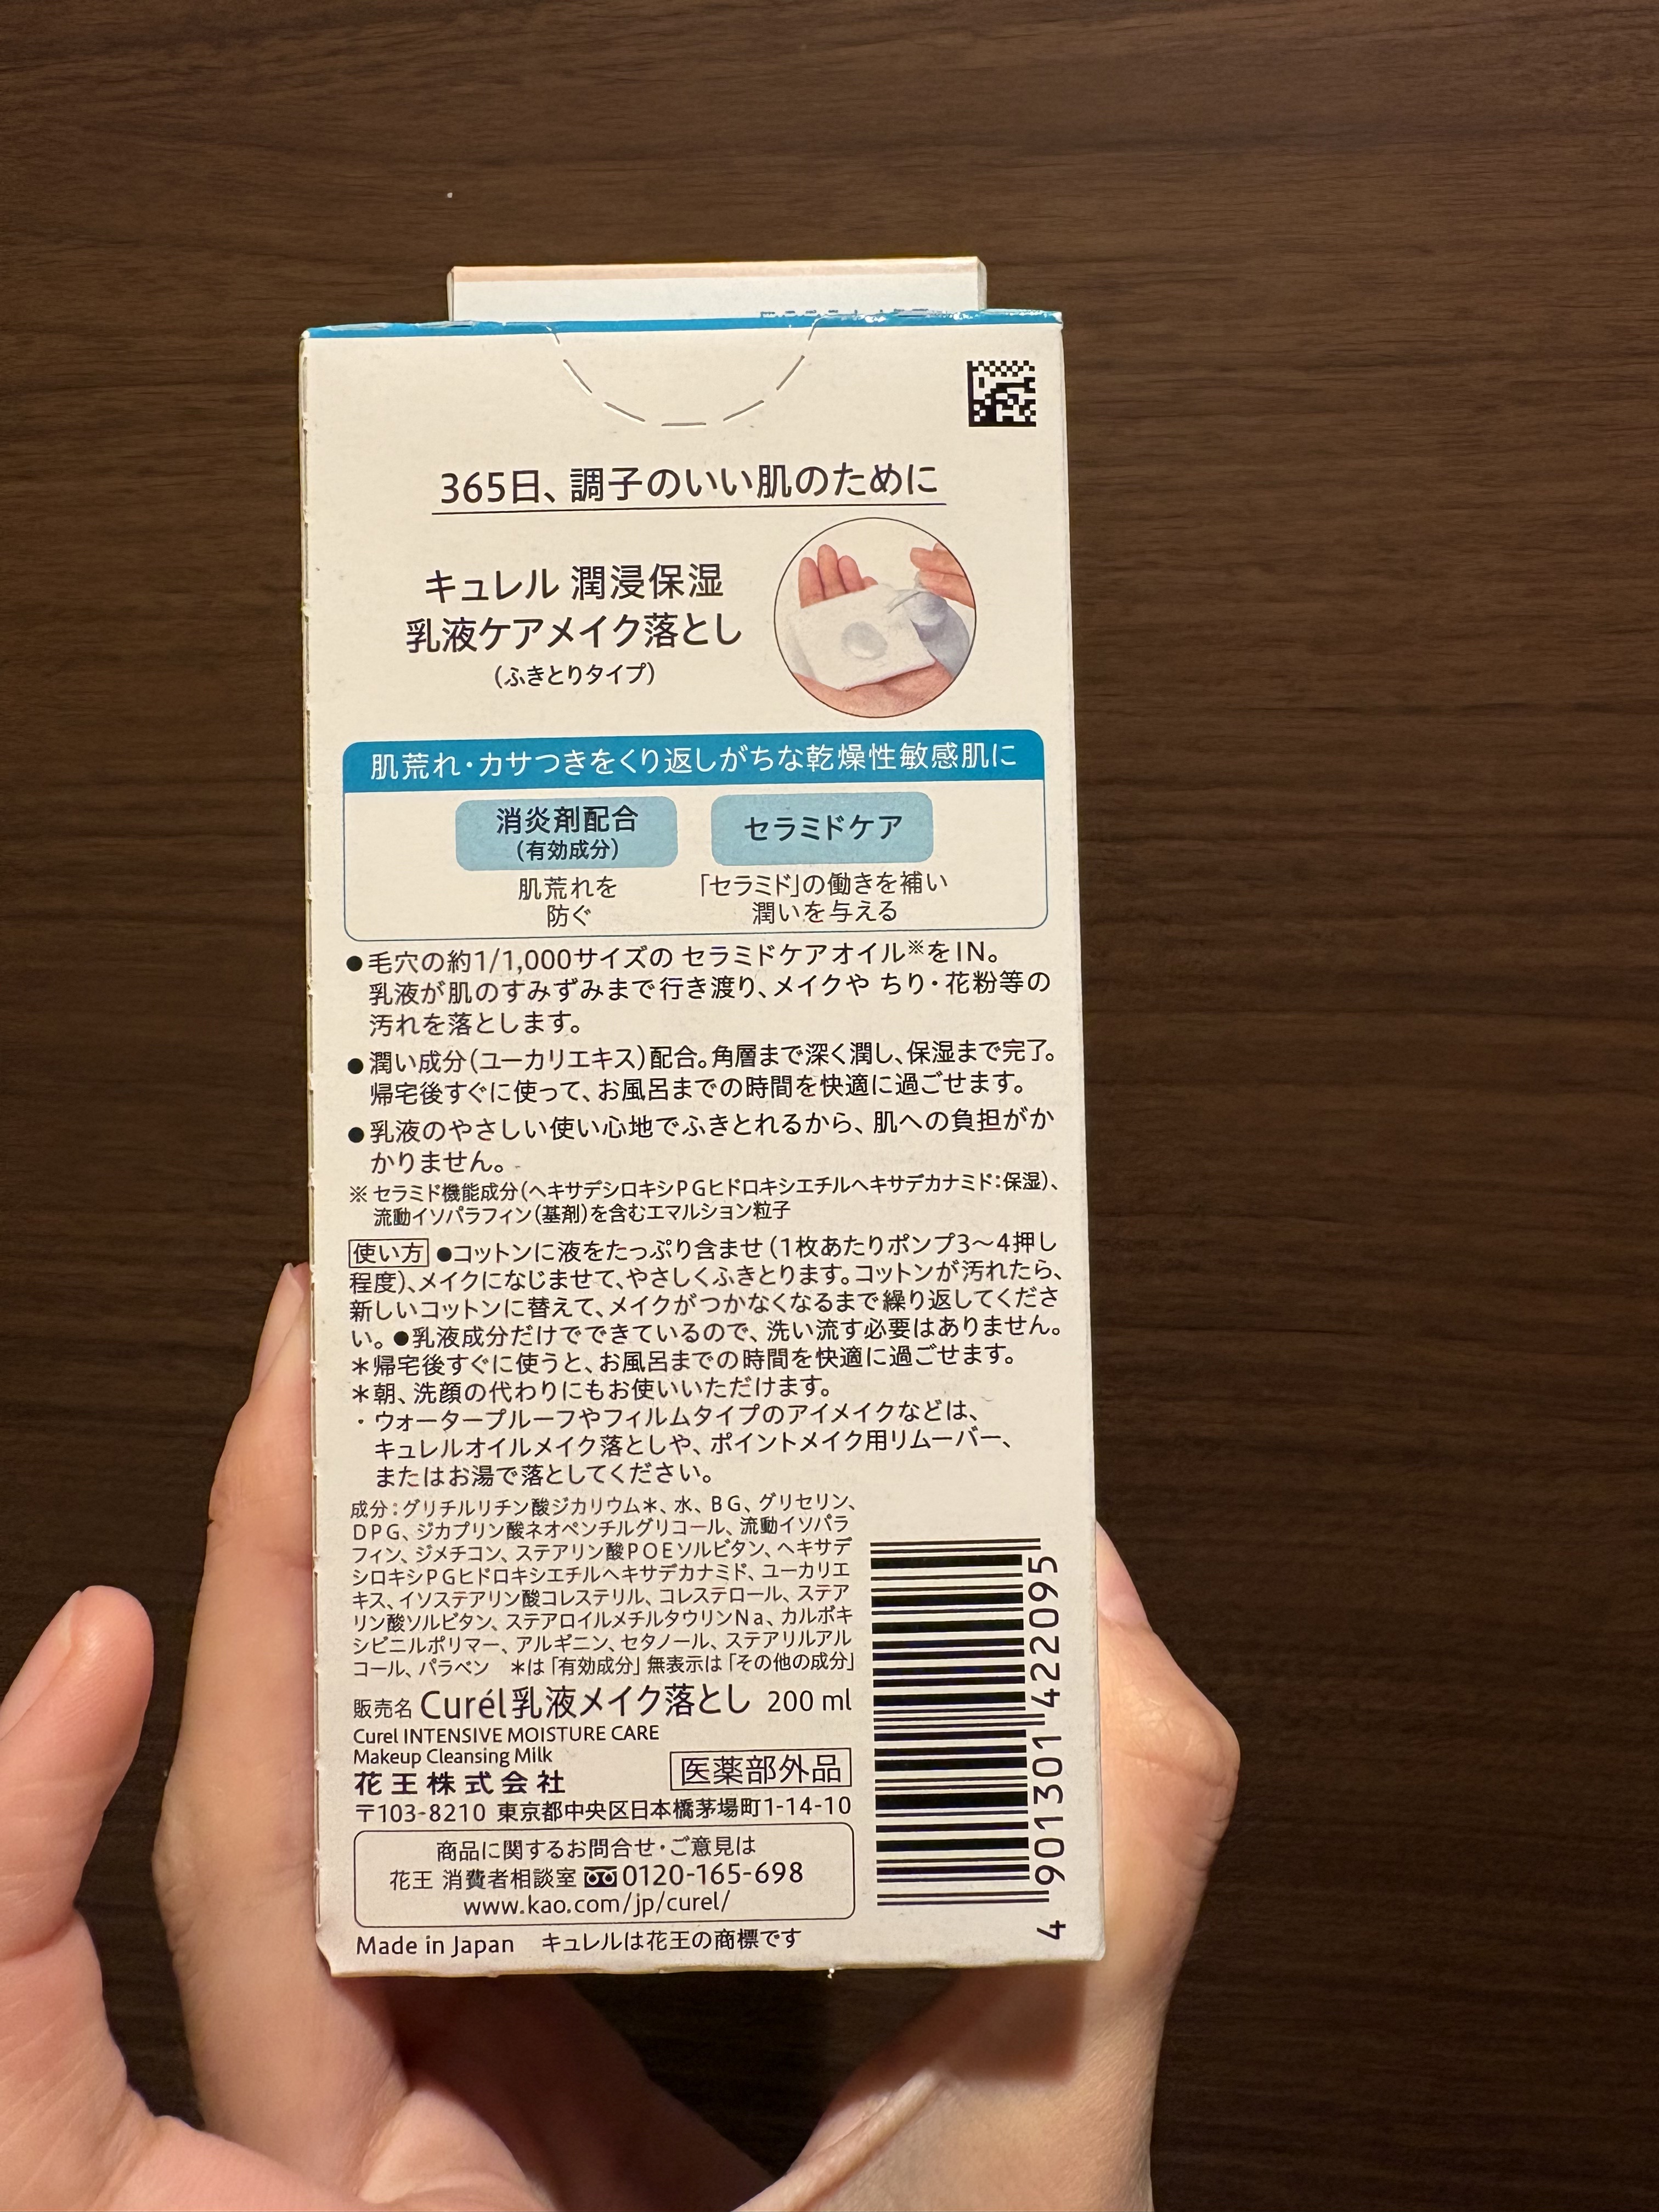 365日、調子のいい肌のために
キュレル 潤浸保湿
乳液ケアメイク落とし
(ふきとりタイプ)
肌荒れ・カサつきをくり返しがちな乾燥性敏感肌に
消炎剤配合
(有効成分)
肌荒れを
防ぐ
セラミドケア
「セラミド」の働きを補い
潤いを与える
●毛穴の約1/1,000サイズの セラミドケアオイル※をIN。
乳液が肌のすみずみまで行き渡り、メイクや ちり・花粉等の
汚れを落とします。
●潤い成分(ユーカリエキス)配合。角層まで深く潤し、保湿まで完了。
帰宅後すぐに使って、お風呂までの時間を快適に過ごせます。
●乳液のやさしい使い心地でふきとれるから、肌への負担がか
かりません。
※セラミド機能成分(ヘキサデシロキシPGヒドロキシエチルヘキサデカナミド:保湿)、
流動イソパラフィン(基剤)を含むエマルション粒子
使い方 ●コットンに液をたっぷり含ませ(1枚あたりポンプ3〜4押し
程度)、メイクになじませて、やさしくふきとります。コットンが汚れたら、
新しいコットンに替えて、メイクがつかなくなるまで繰り返してくださ
い。●乳液成分だけでできているので、洗い流す必要はありません。
＊帰宅後すぐに使うと、お風呂までの時間を快適に過ごせます。
＊朝、洗顔の代わりにもお使いいただけます。
・ウォータープルーフやフィルムタイプのアイメイクなどは、
キュレルオイルメイク落としや、ポイントメイク用リムーバー、
またはお湯で落としてください。
成分:グリチルリチン酸ジカリウム＊、水、BG、グリセリン、
DPG、ジカプリン酸ネオペンチルグリコール、流動イソパラ
フィン、ジメチコン、ステアリン酸POEソルビタン、ヘキサデ
シロキシPGヒドロキシエチルヘキサデカナミド、ユーカリエ
キス、イソステアリン酸コレステリル、コレステロール、ステア
リン酸ソルビタン、ステアロイルメチルタウリンNa、カルボキ
シビニルポリマー、アルギニン、セタノール、ステアリルアル
コール、パラベン ＊は「有効成分」無表示は「その他の成分」
販売名 Curél乳液メイク落とし 200 ml
Curel INTENSIVE MOISTURE CARE
Makeup Cleansing Milk
医薬部外品
花王株式会社
〒103-8210 東京都中央区日本橋茅場町1-14-10
商品に関するお問合せ・ご意見は
花王 消費者相談室 0120-165-698
www.kao.com/jp/curel/
Made in Japan キュレルは花王の商標です
4 901301 422095